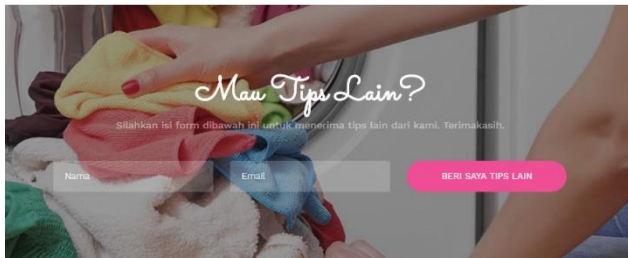 Mau Tips Lain?
Silahkan isi form dibawah ini untuk menerima tips lain dari kami. Terimakasih.
Nama
Email
BERI SAYA TIPS LAIN